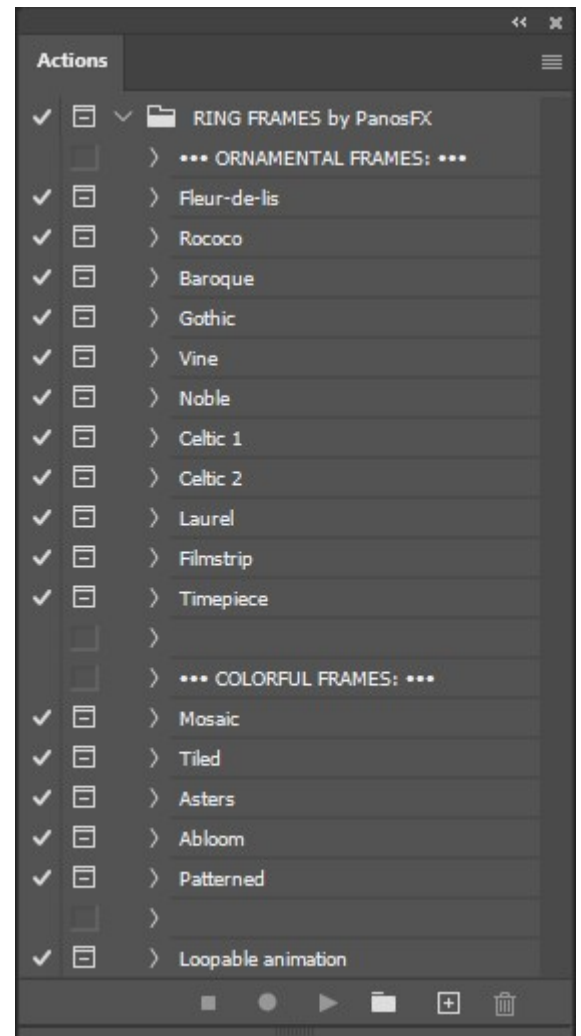 Actions
RING FRAMES by PanosFX
••• ORNAMENTAL FRAMES: •••
Fleur-de-lis
Rococo
Baroque
Gothic
Vine
Noble
Celtic 1
Celtic 2
Laurel
Filmstrip
Timepiece
••• COLORFUL FRAMES: •••
Mosaic
Tiled
Asters
Abloom
Patterned
Loopable animation